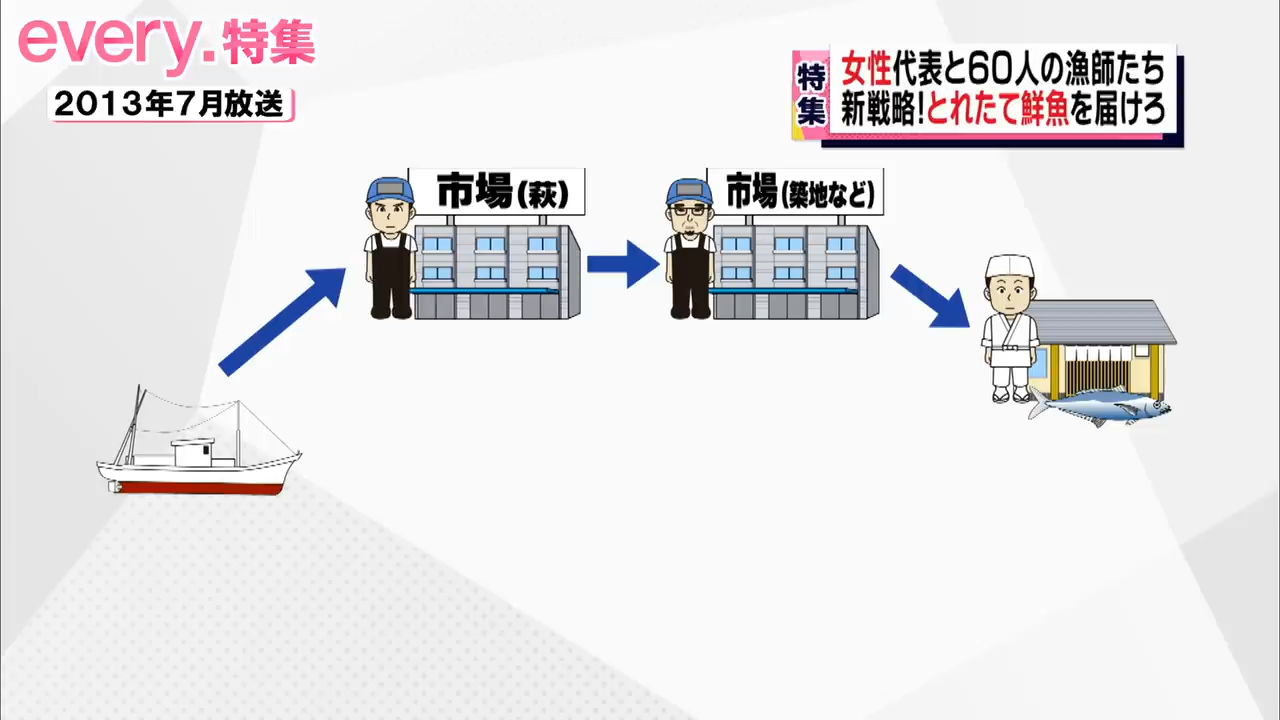 every.特集
2013年7月放送
特集
女性代表と60人の漁師たち
新戦略!とれたて鮮魚を届けろ
市場(萩)
市場(築地など)